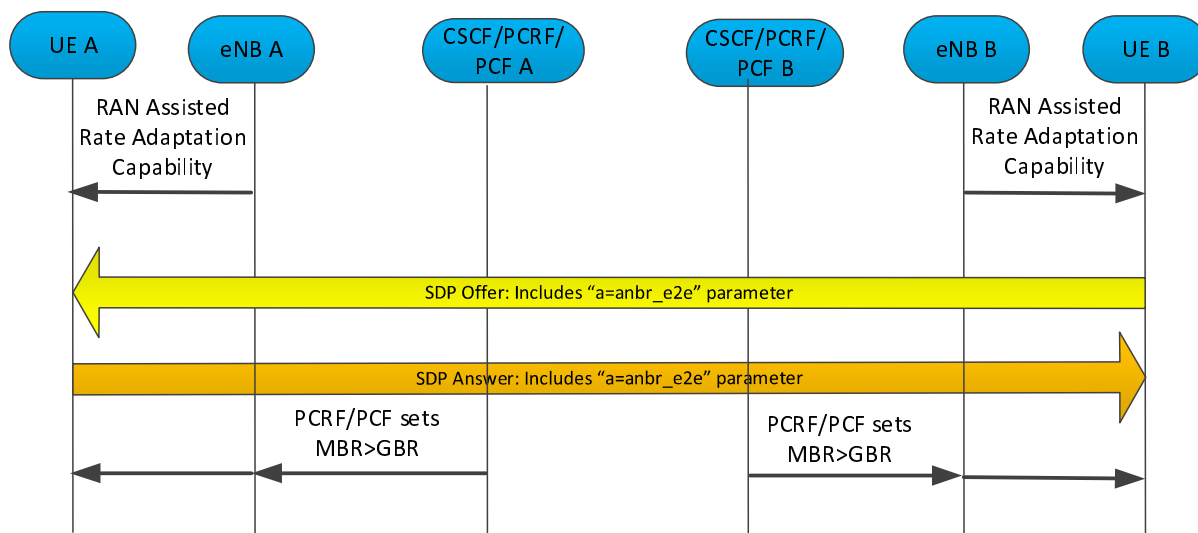 UE A
eNB A
CSCF/PCRF/
PCF A
CSCF/PCRF/
PCF B
eNB B
UE B
RAN Assisted
Rate Adaptation
Capability
RAN Assisted
Rate Adaptation
Capability
SDP Offer: Includes “a=anbr_e2e” parameter
SDP Answer: Includes “a=anbr_e2e” parameter
PCRF/PCF sets
MBR>GBR
PCRF/PCF sets
MBR>GBR